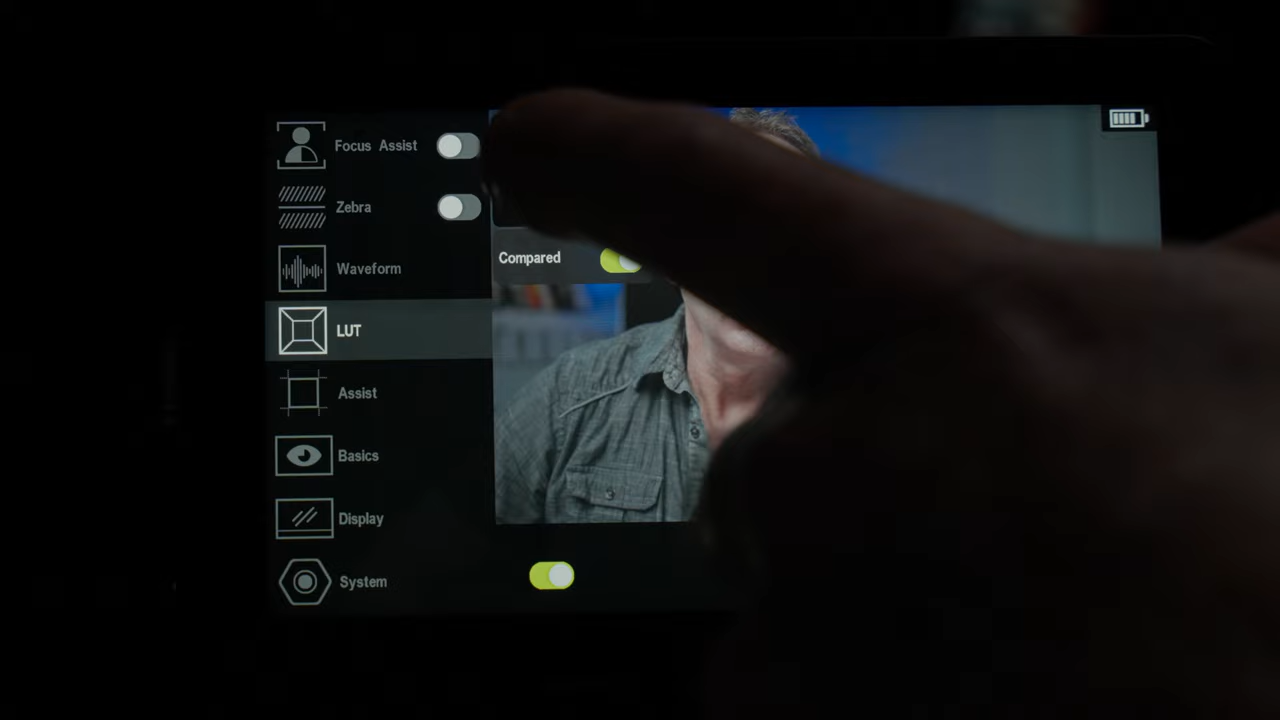 Focus Assist
Zebra
Waveform
LUT
Assist
Basics
Display
System
Compared